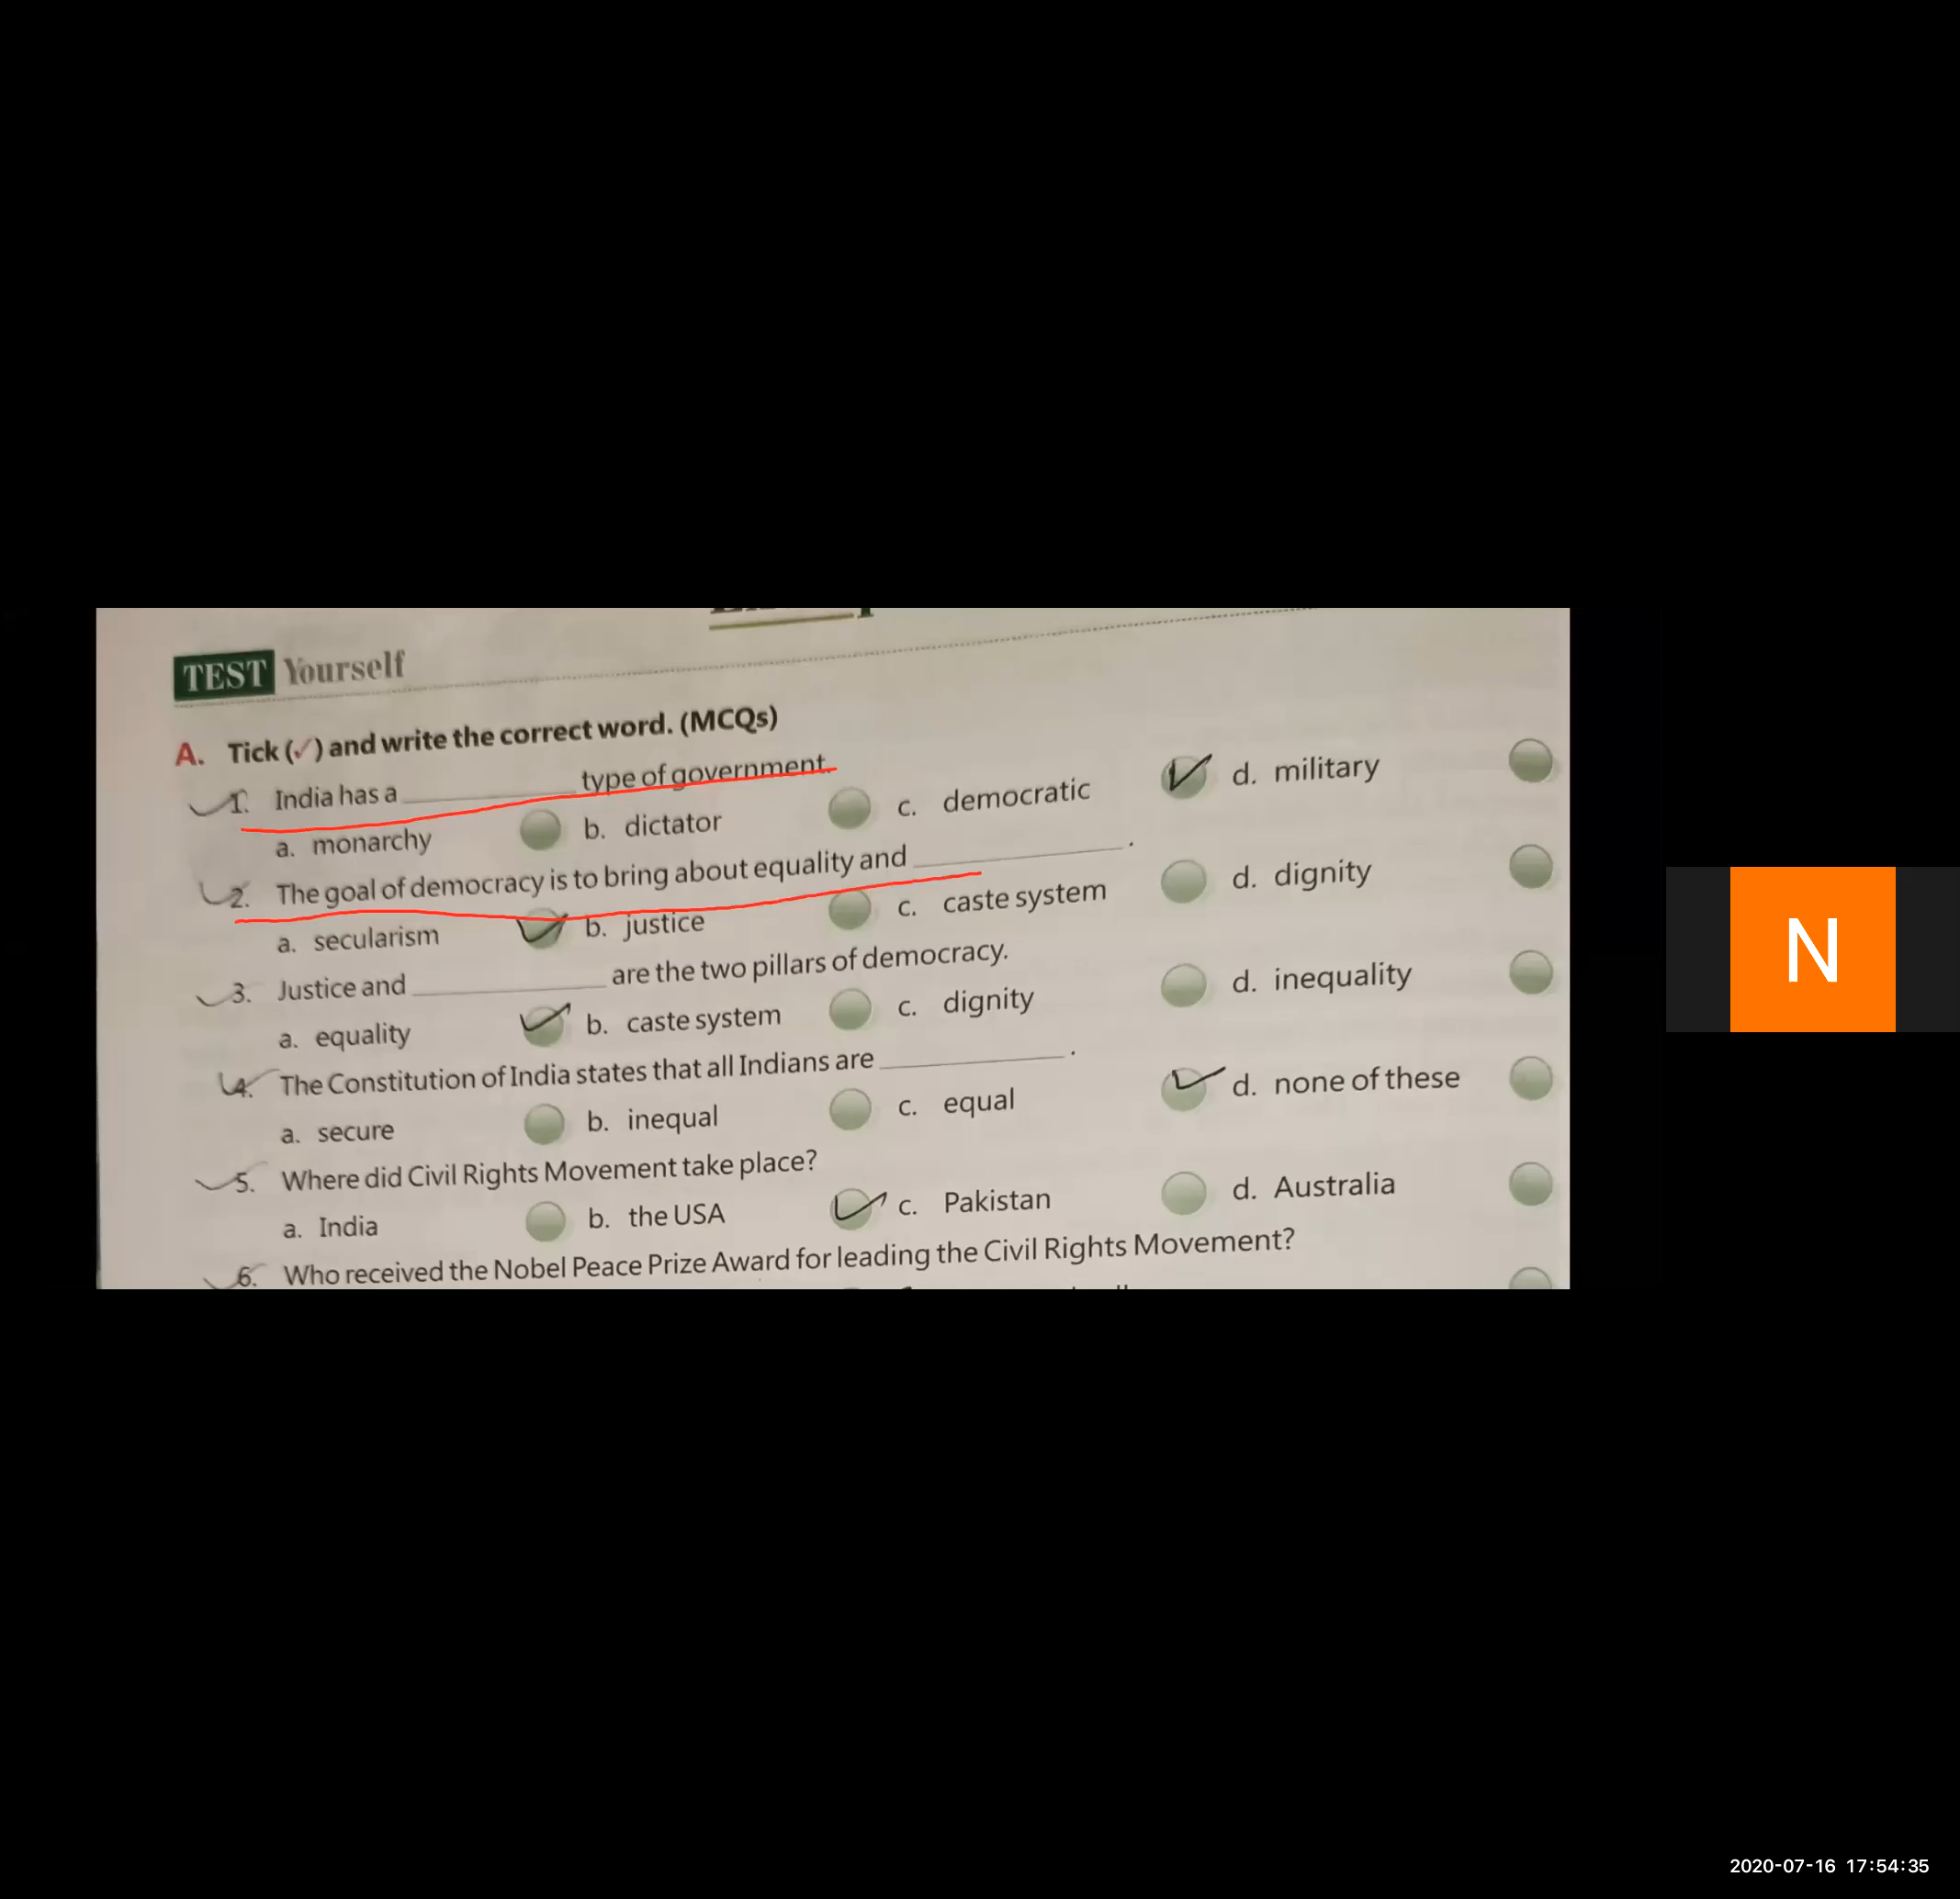 TEST Yourself
A. Tick (✓) and write the correct word. (MCQs)
1. India has a ____________ type of government.
a. monarchy b. dictator c. democratic d. military
2. The goal of democracy is to bring about equality and ____________.
a. secularism b. justice c. caste system d. dignity
3. Justice and ____________ are the two pillars of democracy.
a. equality b. caste system c. dignity d. inequality
4. The Constitution of India states that all Indians are ____________.
a. secure b. inequal c. equal d. none of these
5. Where did Civil Rights Movement take place?
a. India b. the USA c. Pakistan d. Australia
6. Who received the Nobel Peace Prize Award for leading the Civil Rights Movement?
N
2020-07-16 17:54:35